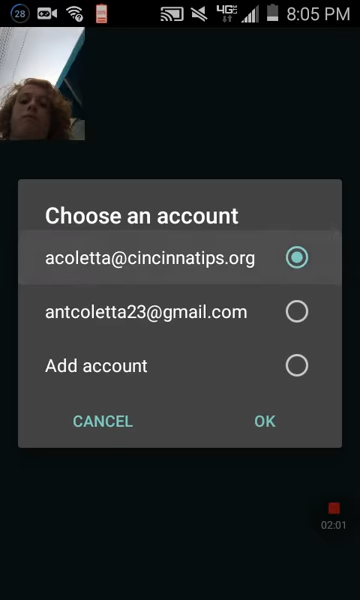 28 4G LTE 8:05 PM
Choose an account
acoletta@cincinnatips.org
antcoletta23@gmail.com
Add account
CANCEL OK
02:01